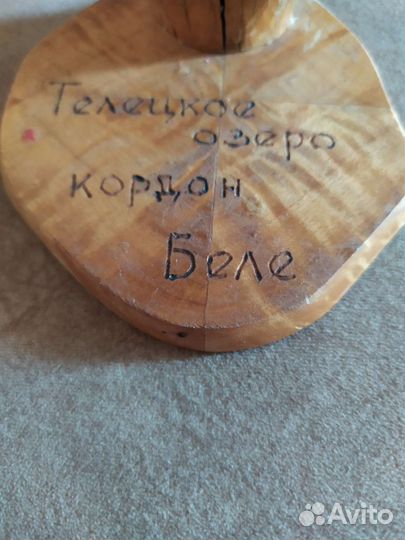 Телецкое
озеро
кордон
Беле
Avito